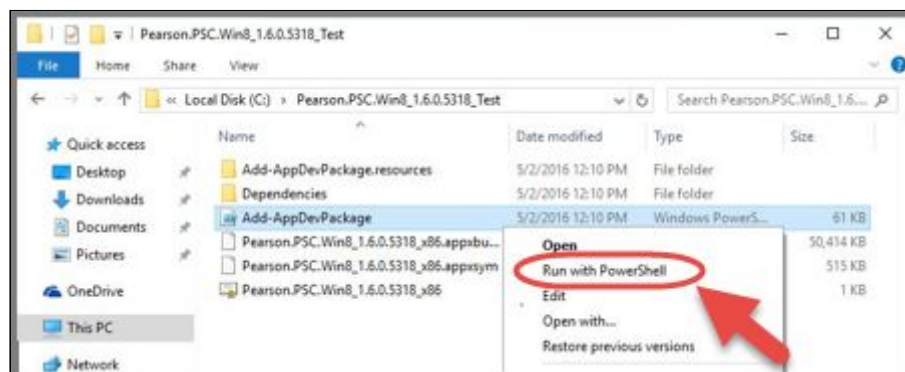 Pearson.PSC.Win8_1.6.0.5318_Test
File Home Share View
« Local Disk (C:) › Pearson.PSC.Win8_1.6.0.5318_Test Search Pearson.PSC.Win8_1.6...
Name Date modified Type Size
Quick access
Desktop
Downloads
Documents
Pictures
OneDrive
This PC
Network
Add-AppDevPackage.resources 5/2/2016 12:10 PM File folder
Dependencies 5/2/2016 12:10 PM File folder
Add-AppDevPackage 5/2/2016 12:10 PM Windows PowerS... 61 KB
Pearson.PSC.Win8_1.6.0.5318_x86.appxbu... 50,414 KB
Pearson.PSC.Win8_1.6.0.5318_x86.appxsym 515 KB
Pearson.PSC.Win8_1.6.0.5318_x86 1 KB
Open
Run with PowerShell
Edit
Open with...
Restore previous versions